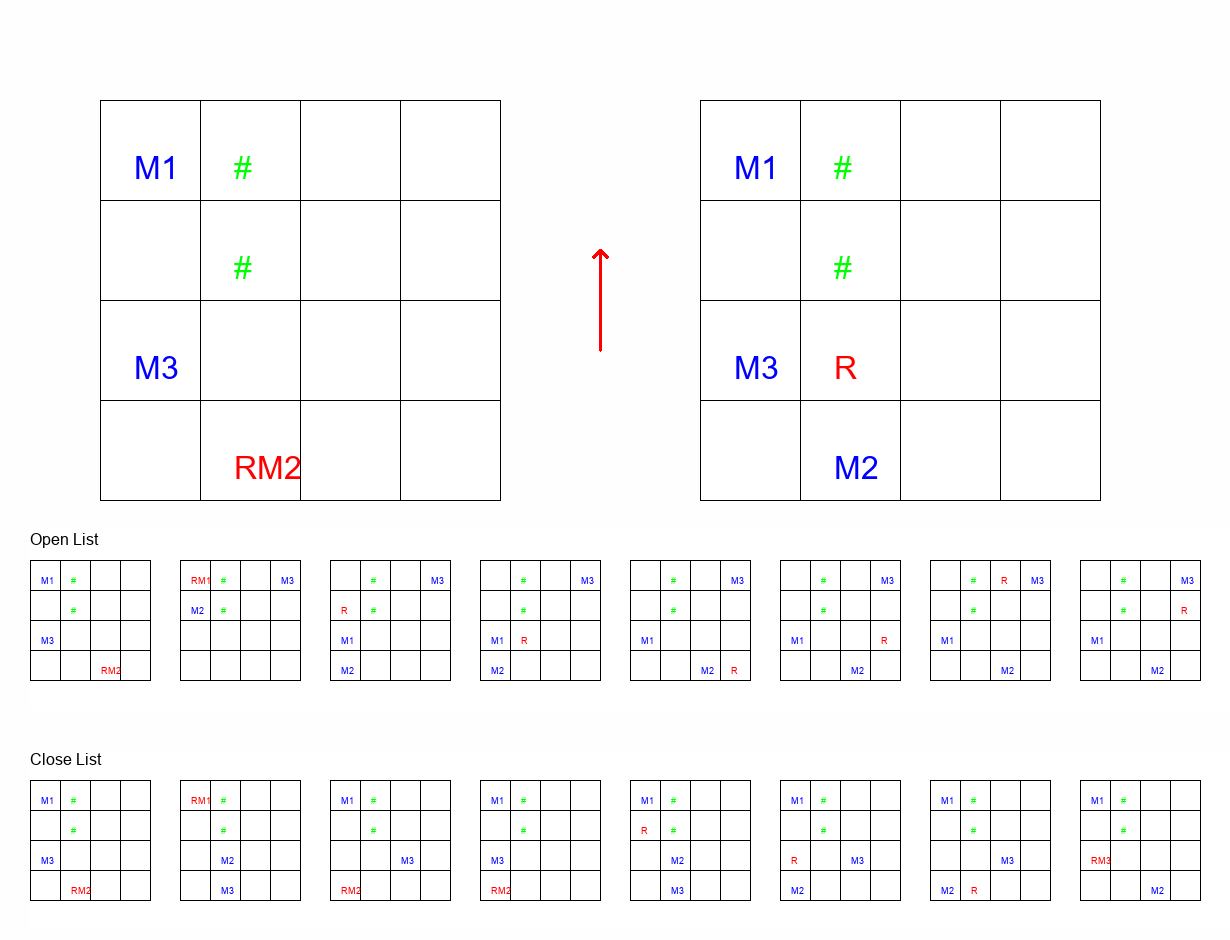 M1 # M1 #
# #
M3 M3 R
RM2 M2
Open List
M1 # RM1 # M3 # M3 # M3 # M3 # M3 # R M3 # M3
# M2 # R # # # # # # R
M3 M1 M1 R M1 M1 R M1 M1
RM2 M2 M2 M2 R M2 M2 M2
Close List
M1 # RM1 # M1 # M1 # M1 # M1 # M1 # M1 #
# # # # R # # # #
M3 M2 M3 M3 M2 R M3 M3 RM3
RM2 M3 RM2 RM2 M3 M2 M2 R M2